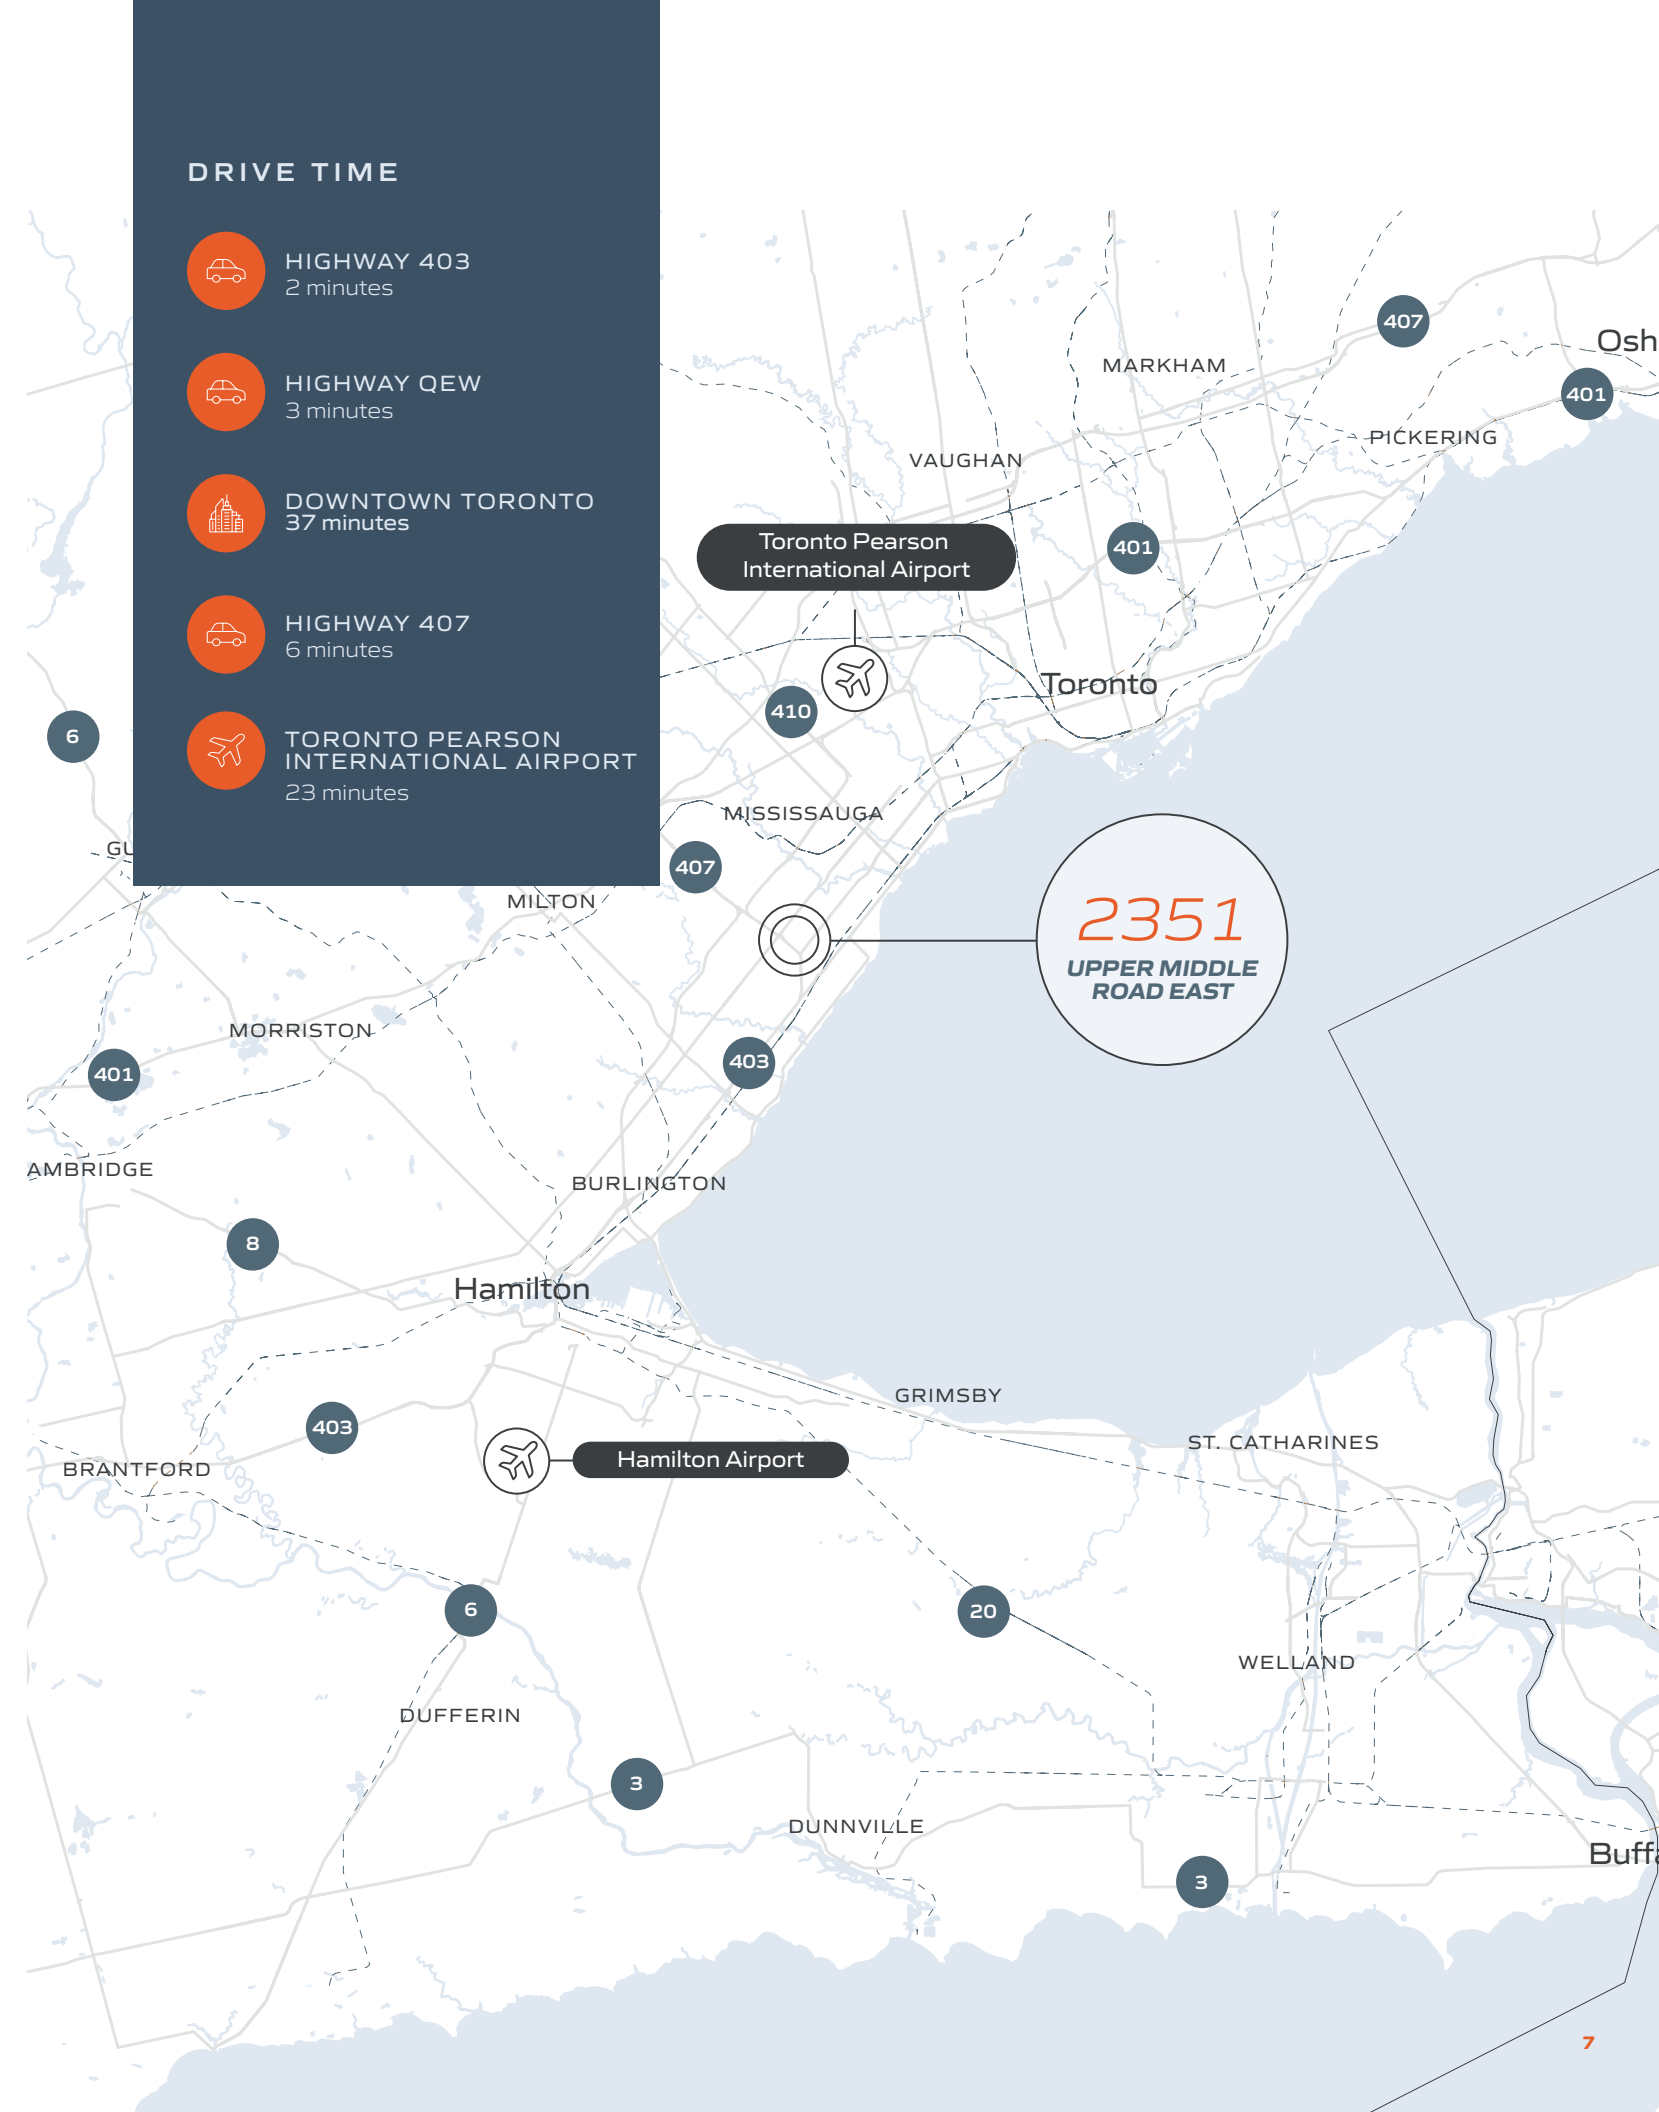 DRIVE TIME
HIGHWAY 403
2 minutes
HIGHWAY QEW
3 minutes
DOWNTOWN TORONTO
37 minutes
HIGHWAY 407
6 minutes
TORONTO PEARSON
INTERNATIONAL AIRPORT
23 minutes
407
Osh
MARKHAM
401
PICKERING
VAUGHAN
Toronto Pearson
International Airport
401
Toronto
410
6
MISSISSAUGA
GU
407
MILTON
2351
UPPER MIDDLE
ROAD EAST
MORRISTON
403
401
AMBRIDGE
BURLINGTON
8
Hamilton
GRIMSBY
403
ST. CATHARINES
Hamilton Airport
BRANTFORD
6
20
WELLAND
DUFFERIN
3
DUNNVILLE
Buffa
3
7